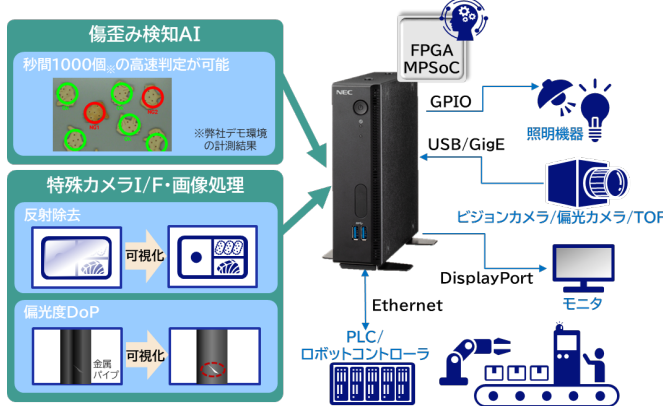 傷歪み検知AI
秒間1000個※の高速判定が可能
※弊社デモ環境
の計測結果
特殊カメラI/F・画像処理
反射除去
可視化
偏光度DoP
金属
パイプ
可視化
FPGA
MPSoC
NEC
GPIO
照明機器
USB/GigE
ビジョンカメラ/偏光カメラ/TOF
DisplayPort
モニタ
Ethernet
PLC/
ロボットコントローラ